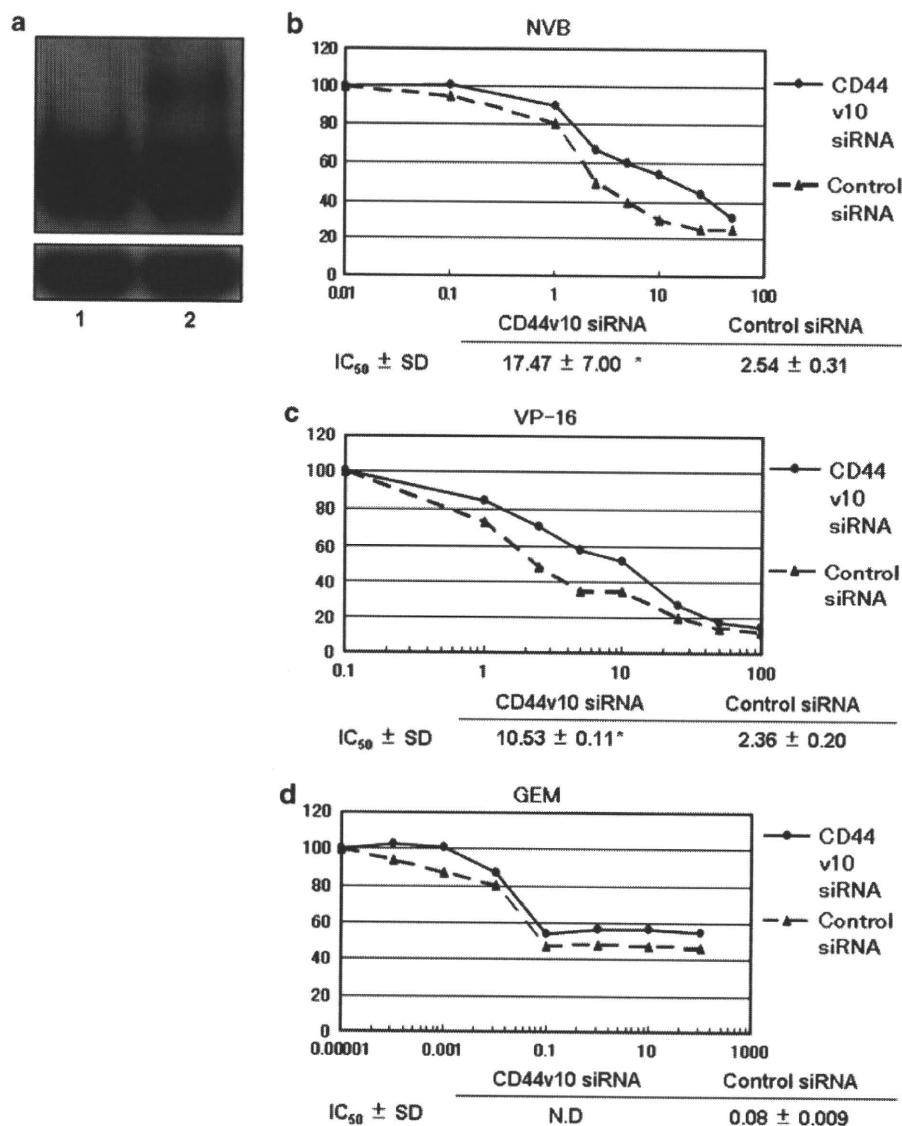 a
1 2
b
NVB
120
100
80
60
40
20
0
0.01 0.1 1 10 100
CD44
v10
siRNA
Control
siRNA
CD44v10 siRNA Control siRNA
IC50 ± SD 17.47 ± 7.00 * 2.54 ± 0.31
c
VP-16
120
100
80
60
40
20
0
0.1 1 10 100
CD44
v10
siRNA
Control
siRNA
CD44v10 siRNA Control siRNA
IC50 ± SD 10.53 ± 0.11* 2.36 ± 0.20
d
GEM
120
100
80
60
40
20
0
0.00001 0.001 0.1 10 1000
CD44
v10
siRNA
Control
siRNA
CD44v10 siRNA Control siRNA
IC50 ± SD N.D 0.08 ± 0.009